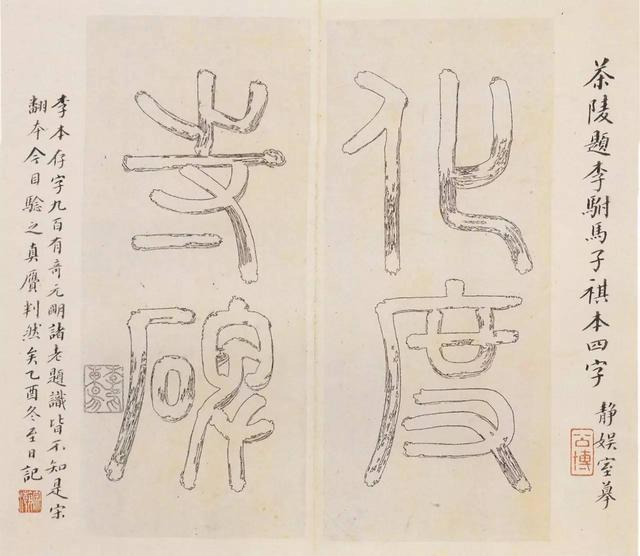 茶陵題李駙馬子祺本四字
靜娛室摹
公博
化度
寺碑
李本存字九百有奇元明諸老題識皆不知是宋
翻本今目驗之真贗判然矣乙酉冬至日記